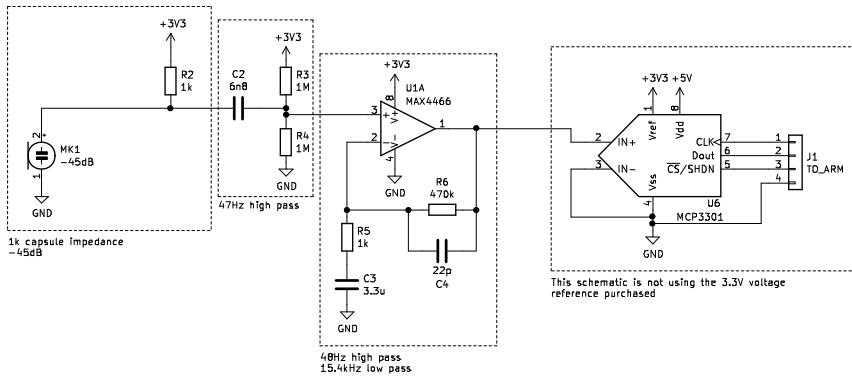 +3V3
R2
1k
2
MK1
-45dB
1
GND
1k capsule impedance
-45dB
C2
6n8
+3V3
R3
1M
R4
1M
GND
47Hz high pass
+3V3
U1A
MAX4466
8
V+
3
+
1
2
-
V-
4
GND
R6
470k
R5
1k
22p
C4
C3
3.3u
GND
48Hz high pass
15.4kHz low pass
+3V3
+5V
1
8
Vref
Vdd
2
IN+
3
IN-
CLK
7
Dout
6
CS/SHDN
5
Vss
4
U6
MCP3301
GND
1
2
3
4
J1
TO_ARM
This schematic is not using the 3.3V voltage
reference purchased